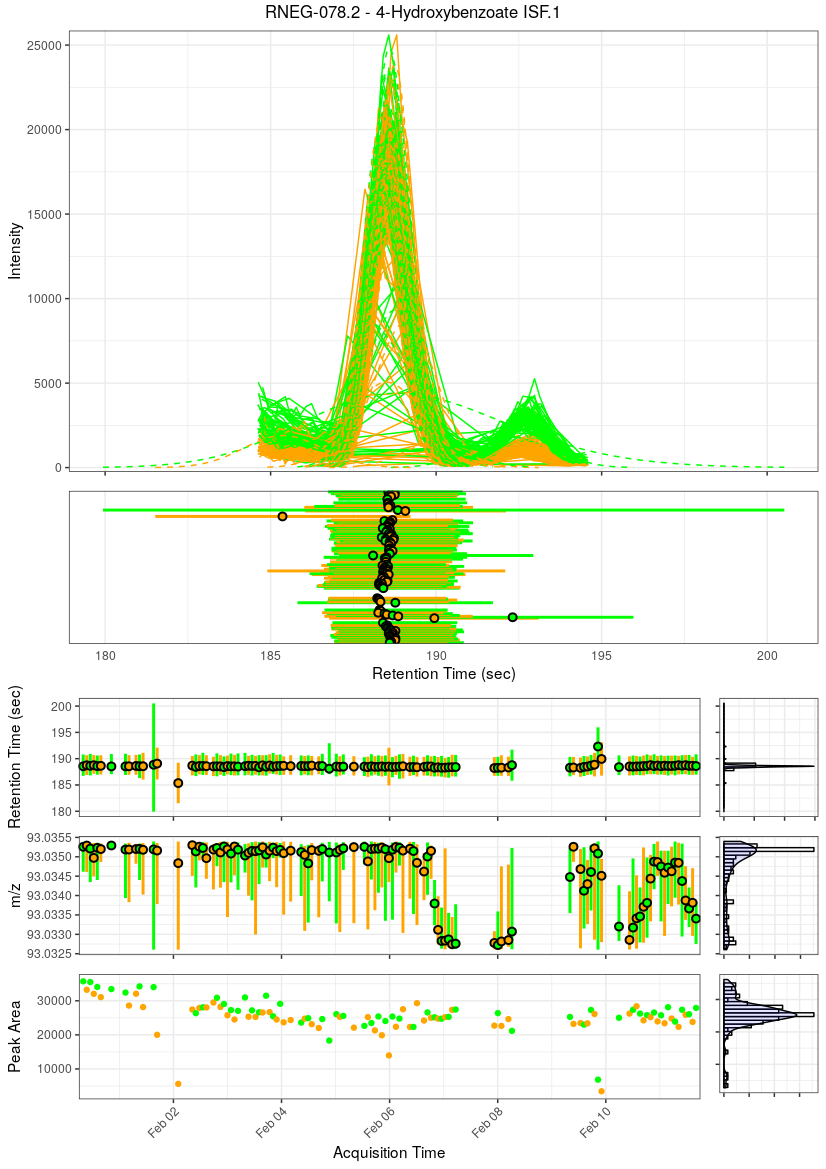 RNEG-078.2 - 4-Hydroxybenzoate ISF.1
25000
20000
15000
10000
5000
0
Intensity
180 185 190 195 200
Retention Time (sec)
200
195
190
185
180
Retention Time (sec)
93.0355
93.0350
93.0345
93.0340
93.0335
93.0330
93.0325
m/z
30000
20000
10000
Peak Area
Feb 02 Feb 04 Feb 06 Feb 08 Feb 10
Acquisition Time